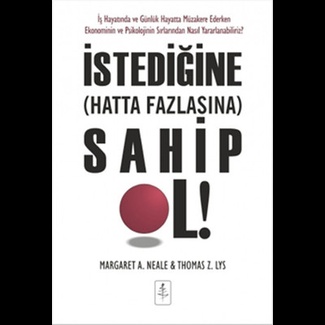 İş Hayatında ve Günlük Hayatta Müzakere Ederken
Ekonominin ve Psikolojinin Sırlarından Nasıl Yararlanabiliriz?
İSTEDİĞİNE
(HATTA FAZLASINA)
SAHİP
OL!
MARGARET A. NEALE & THOMAS Z. LYS